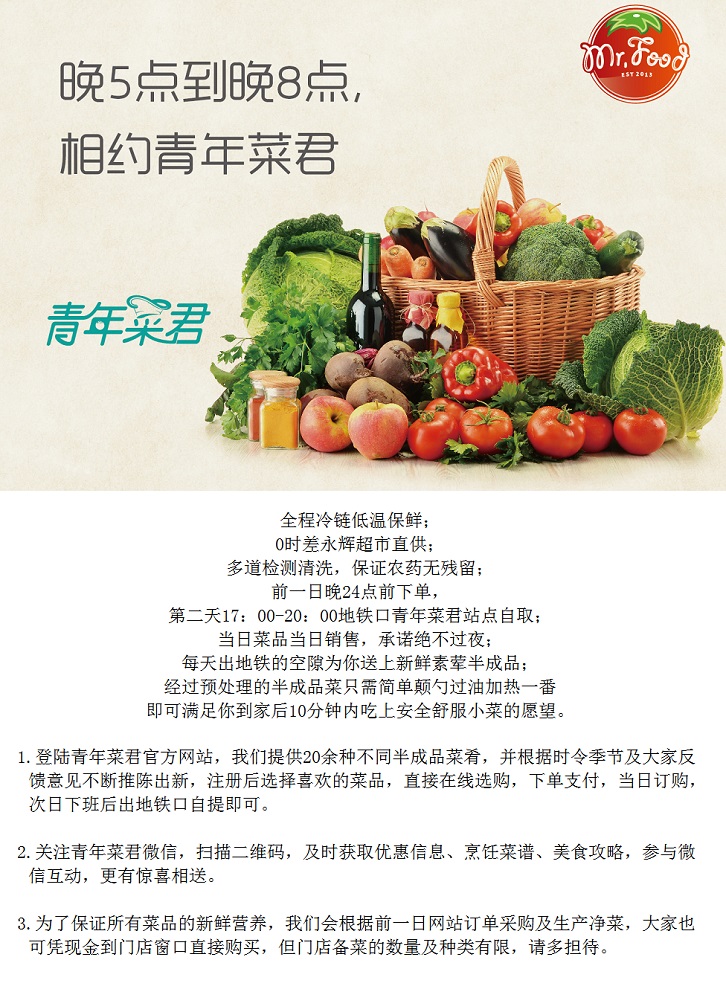 Mr. Food
EST 2013
晚5点到晚8点,
相约青年菜君
青年菜君
全程冷链低温保鲜;
0时差永辉超市直供;
多道检测清洗，保证农药无残留;
前一日晚24点前下单，
第二天17: 00-20: 00地铁口青年菜君站点自取;
当日菜品当日销售，承诺绝不过夜;
每天出地铁的空隙为你送上新鲜素荤半成品;
经过预处理的半成品菜只需简单颠勺过油加热一番
即可满足你到家后10分钟内吃上安全舒服小菜的愿望。
1. 登陆青年菜君官方网站，我们提供20余种不同半成品菜肴，并根据时令季节及大家反
馈意见不断推陈出新，注册后选择喜欢的菜品，直接在线选购，下单支付，当日订购，
次日下班后出地铁口自提即可。
2. 关注青年菜君微信，扫描二维码，及时获取优惠信息、烹饪菜谱、美食攻略，参与微
信互动，更有惊喜相送。
3. 为了保证所有菜品的新鲜营养，我们会根据前一日网站订单采购及生产净菜，大家也
可凭现金到门店窗口直接购买，但门店备菜的数量及种类有限，请多担待。